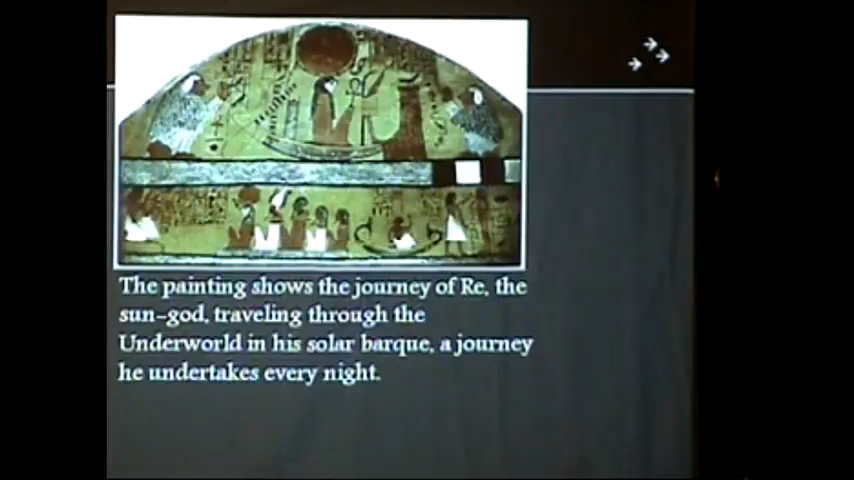 The painting shows the journey of Re, the
sun-god, traveling through the
Underworld in his solar barque, a journey
he undertakes every night.